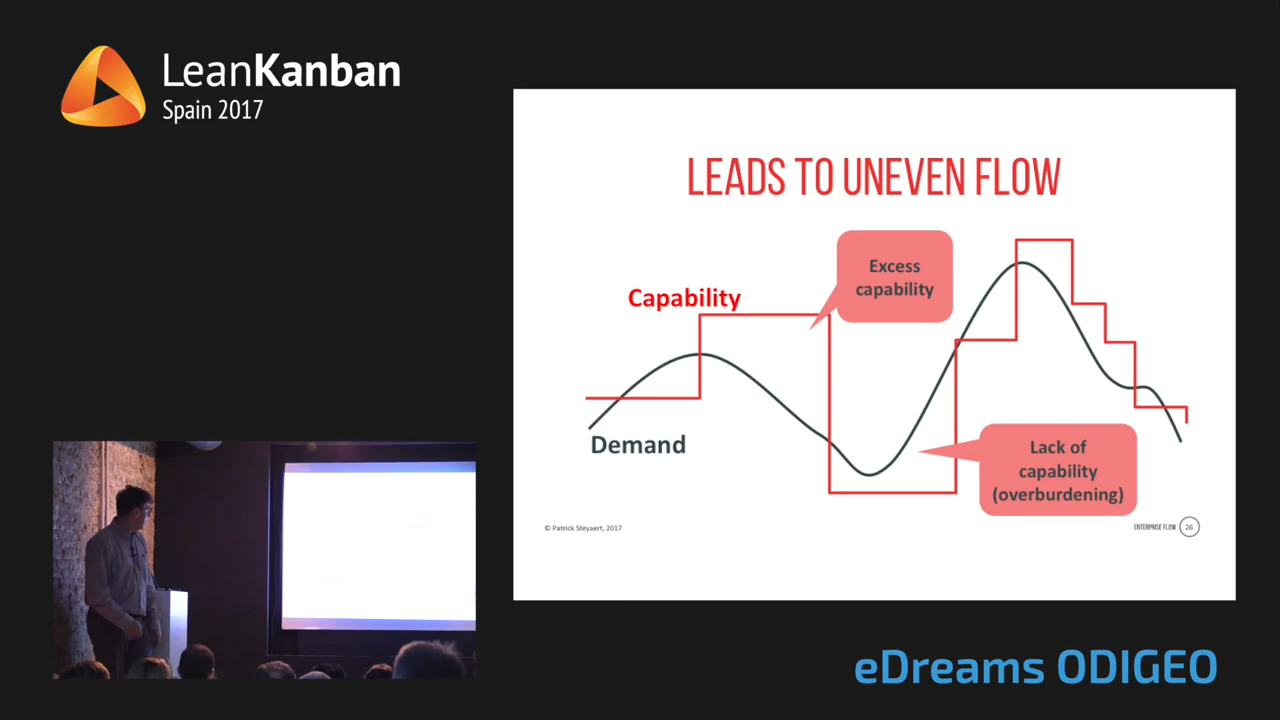 LeanKanban
Spain 2017
LEADS TO UNEVEN FLOW
Excess
capability
Capability
Demand
Lack of
capability
(overburdening)
© Patrick Steyaert, 2017
ENTERPRISE FLOW 26
eDreams ODIGEO